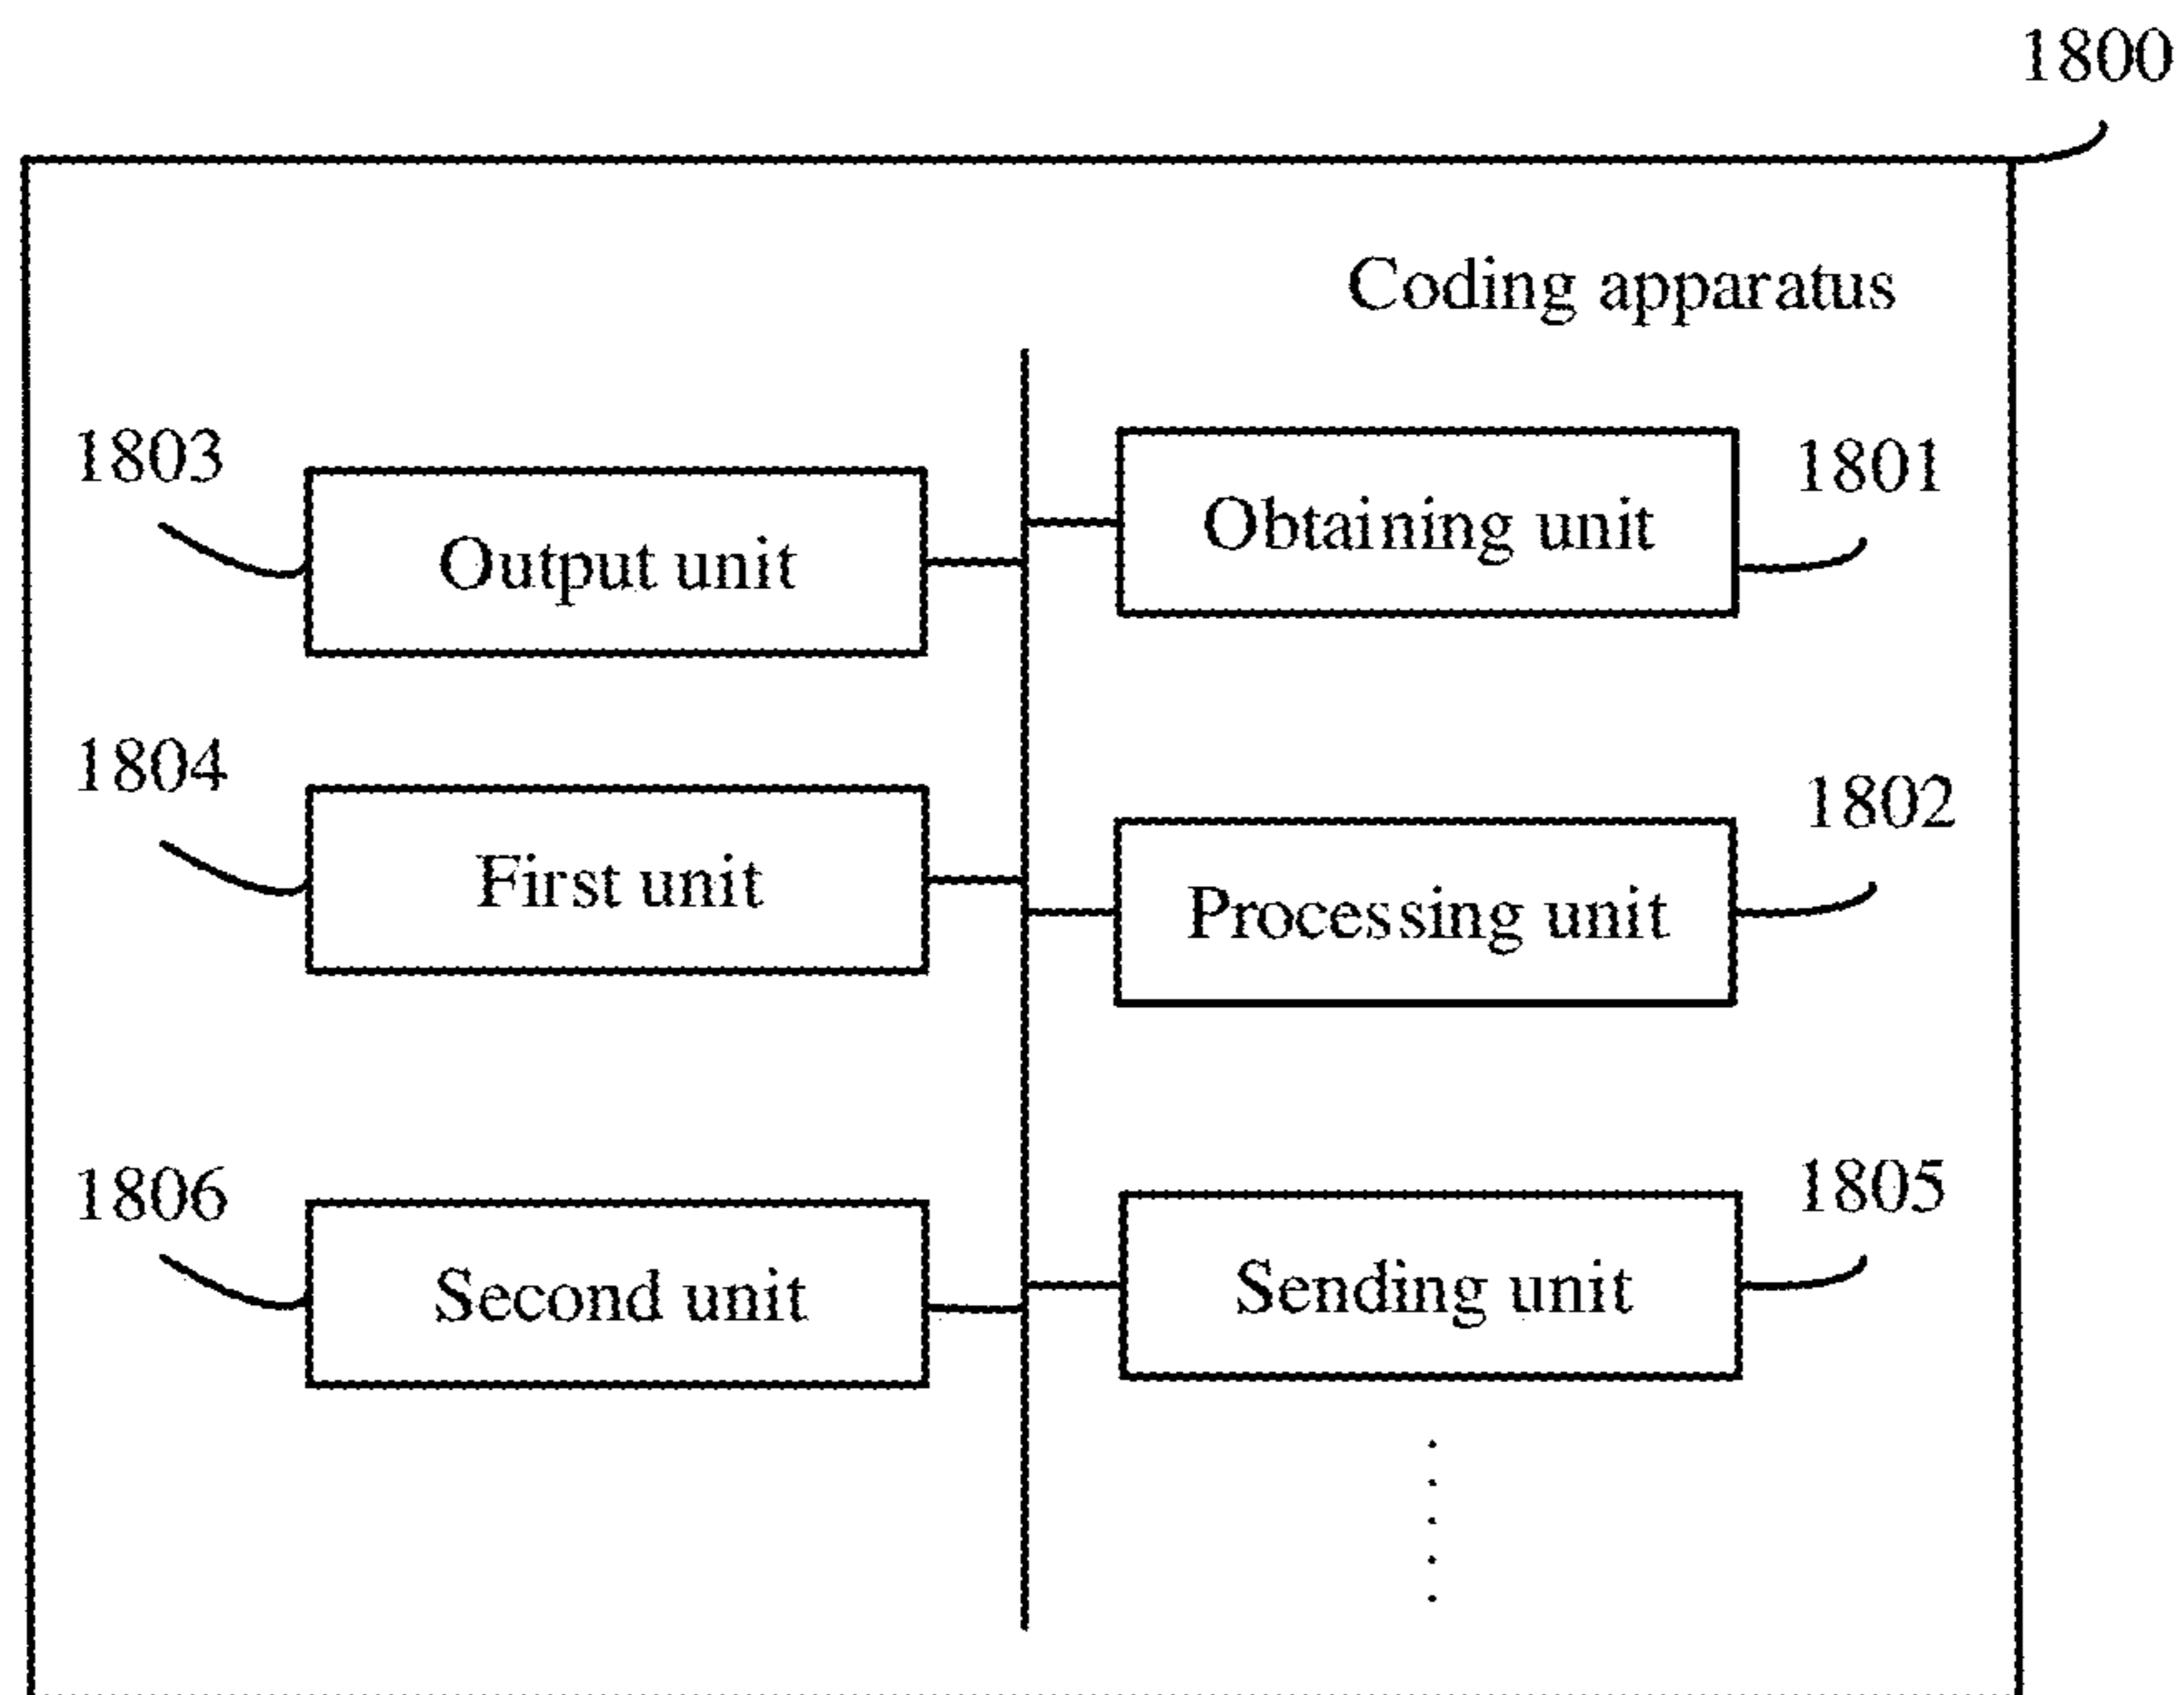 1800
Coding apparatus
1803
Output unit
Obtaining unit
1801
1804
First unit
Processing unit
1802
1806
Second unit
Sending unit
1805